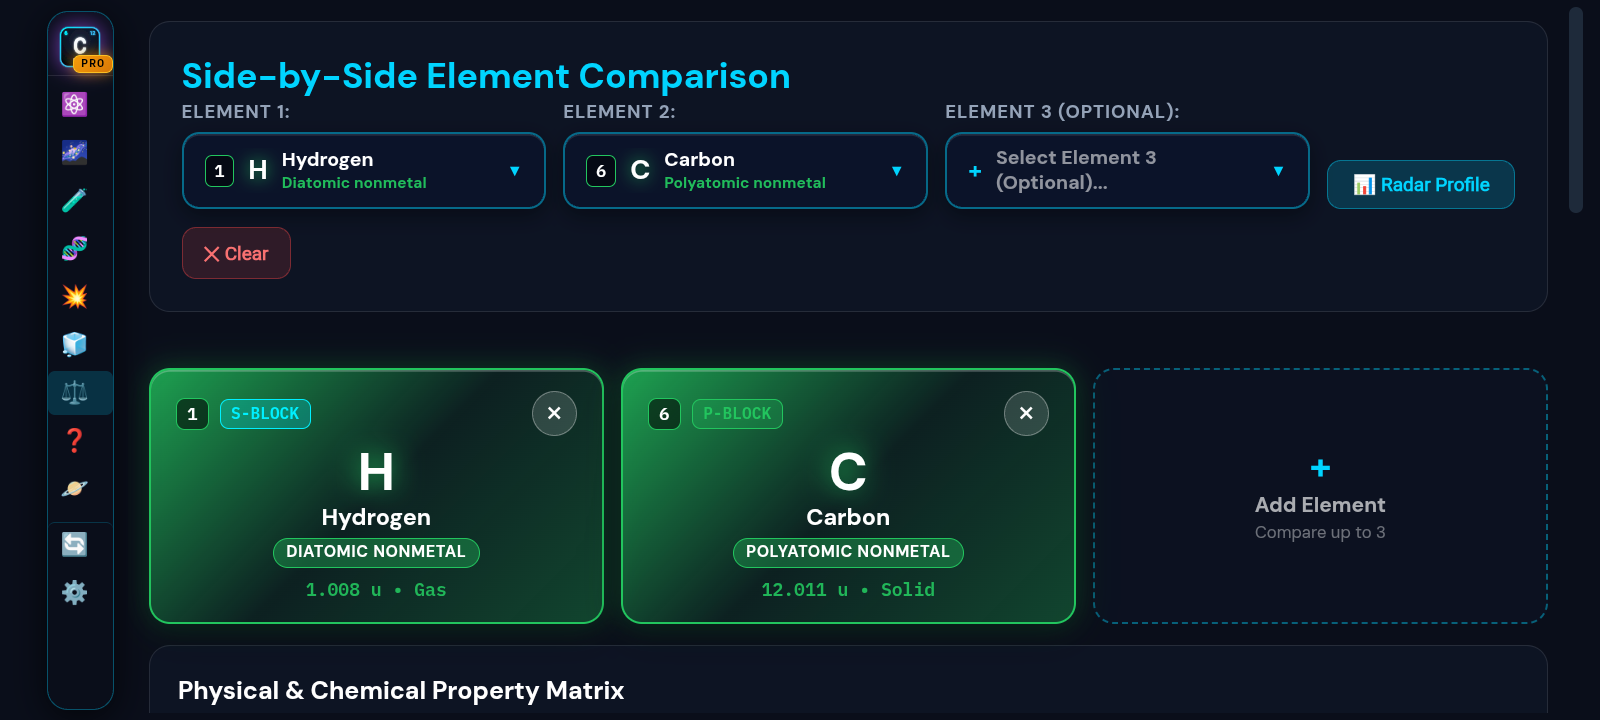 C
PRO
Side-by-Side Element Comparison
ELEMENT 1:
ELEMENT 2:
ELEMENT 3 (OPTIONAL):
1 H Hydrogen
Diatomic nonmetal
6 C Carbon
Polyatomic nonmetal
+ Select Element 3
(Optional)...
Radar Profile
Clear
1 S-BLOCK ×
H
Hydrogen
DIATOMIC NONMETAL
1.008 u • Gas
6 P-BLOCK ×
C
Carbon
POLYATOMIC NONMETAL
12.011 u • Solid
+
Add Element
Compare up to 3
Physical & Chemical Property Matrix